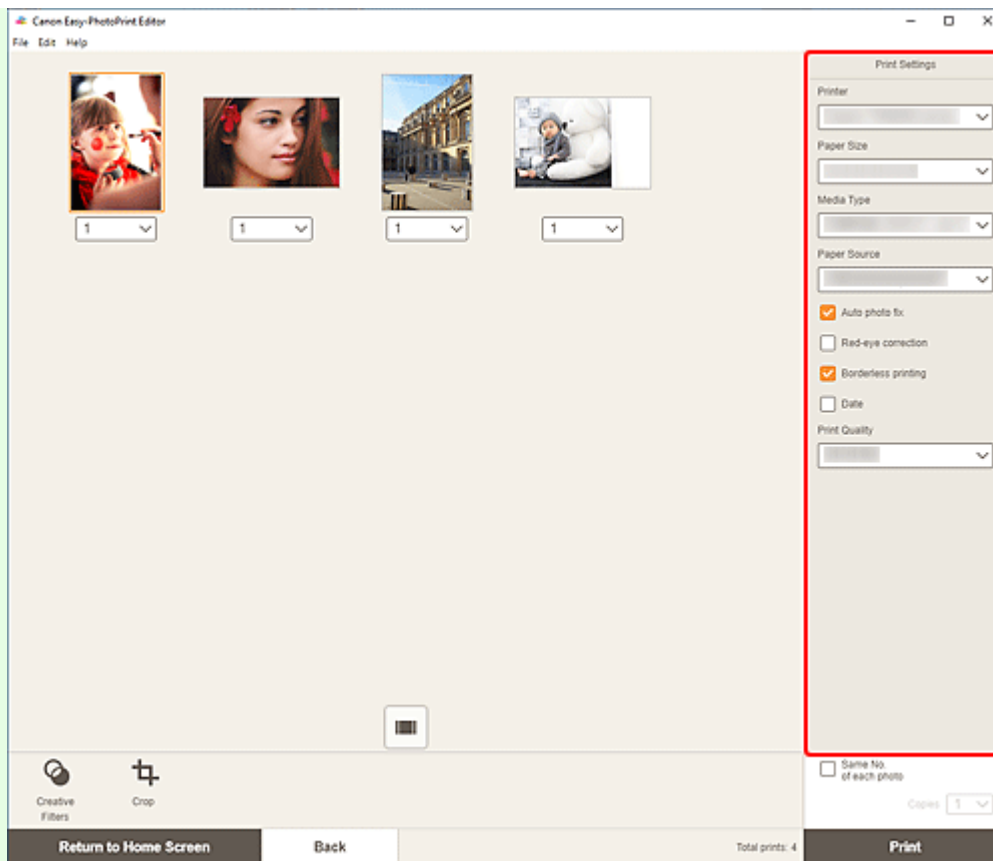 Canon Easy-PhotoPrint Editor
File Edit Help
Print Settings
Printer
Paper Size
Media Type
Paper Source
Auto photo fix
Red-eye correction
Borderless printing
Date
Print Quality
1 1 1 1
Creative
Filters
Crop
Same No.
of each photo
Copies 1
Return to Home Screen Back Total prints: 4 Print